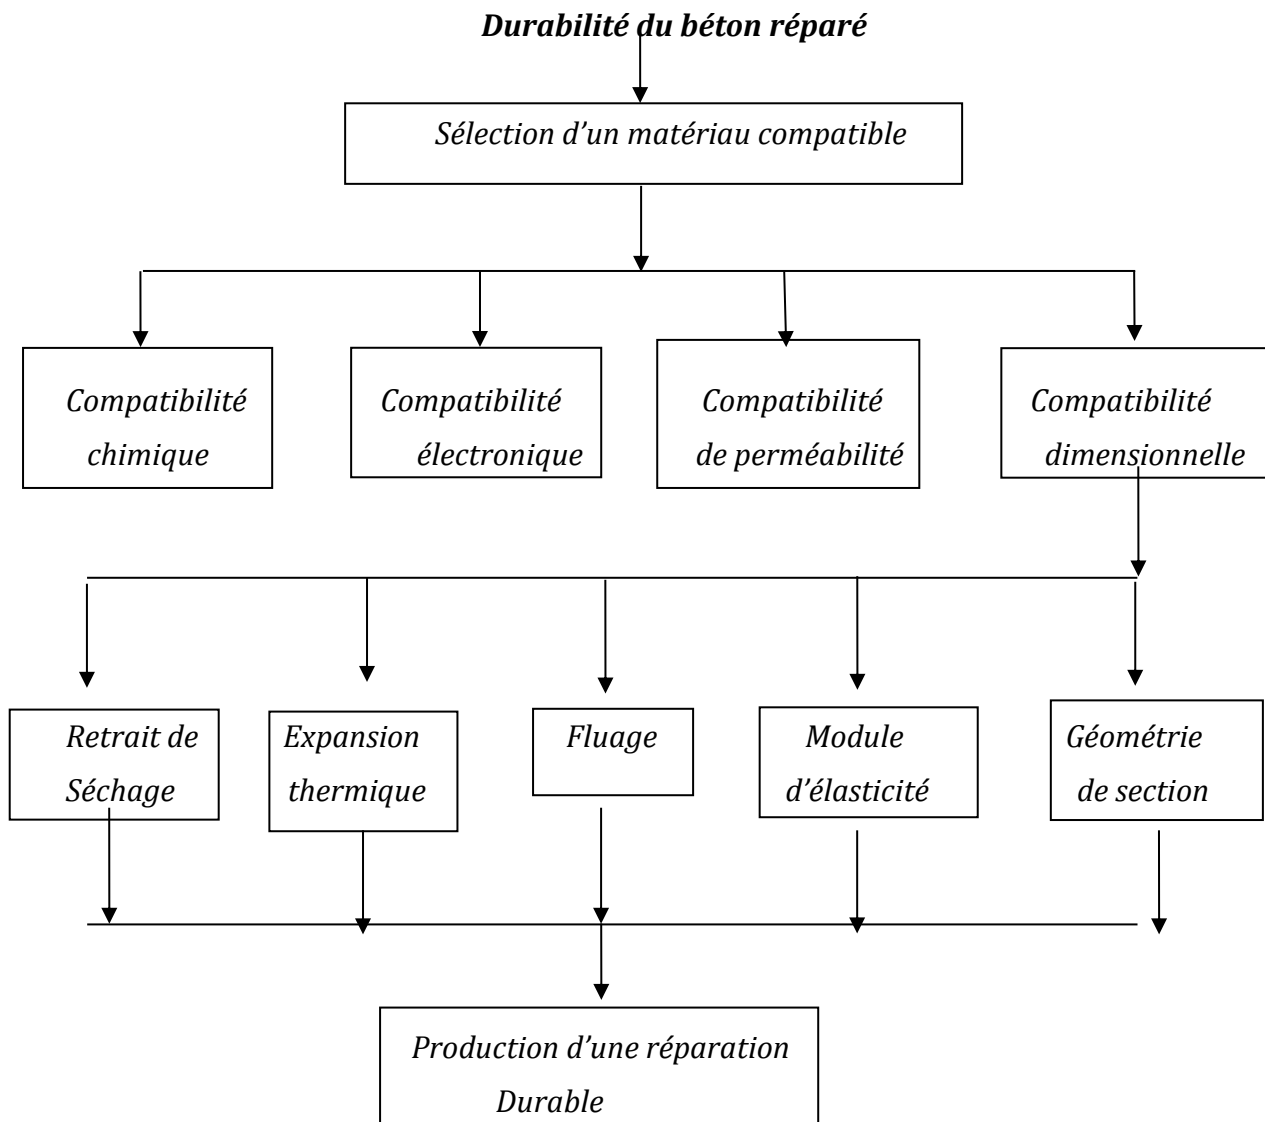 Durabilité du béton réparé
Sélection d’un matériau compatible
Compatibilité
chimique
Compatibilité
électronique
Compatibilité
de perméabilité
Compatibilité
dimensionnelle
Retrait de
Séchage
Expansion
thermique
Fluage
Module
d’élasticité
Géométrie
de section
Production d’une réparation
Durable